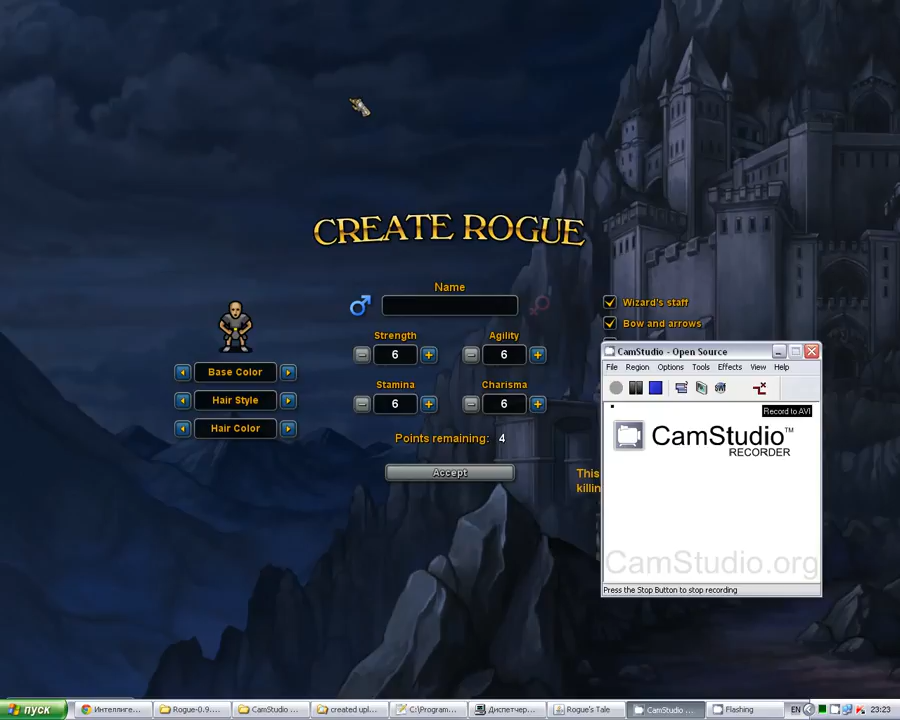 CREATE ROGUE
Name
Strength
Agility
6
6
Stamina
Charisma
6
6
Points remaining: 4
Accept
Base Color
Hair Style
Hair Color
Wizard's staff
Bow and arrows
This
killin
CamStudio - Open Source
File Region Options Tools Effects View Help
Record to AVI
CamStudio™
RECORDER
CamStudio.org
Press the Stop Button to stop recording
пуск
Интеллиге...
Rogue-0.9....
CamStudio ...
created upl...
C:\Program...
Диспетчер...
Rogue's Tale
CamStudio ...
Flashing
EN
23:23